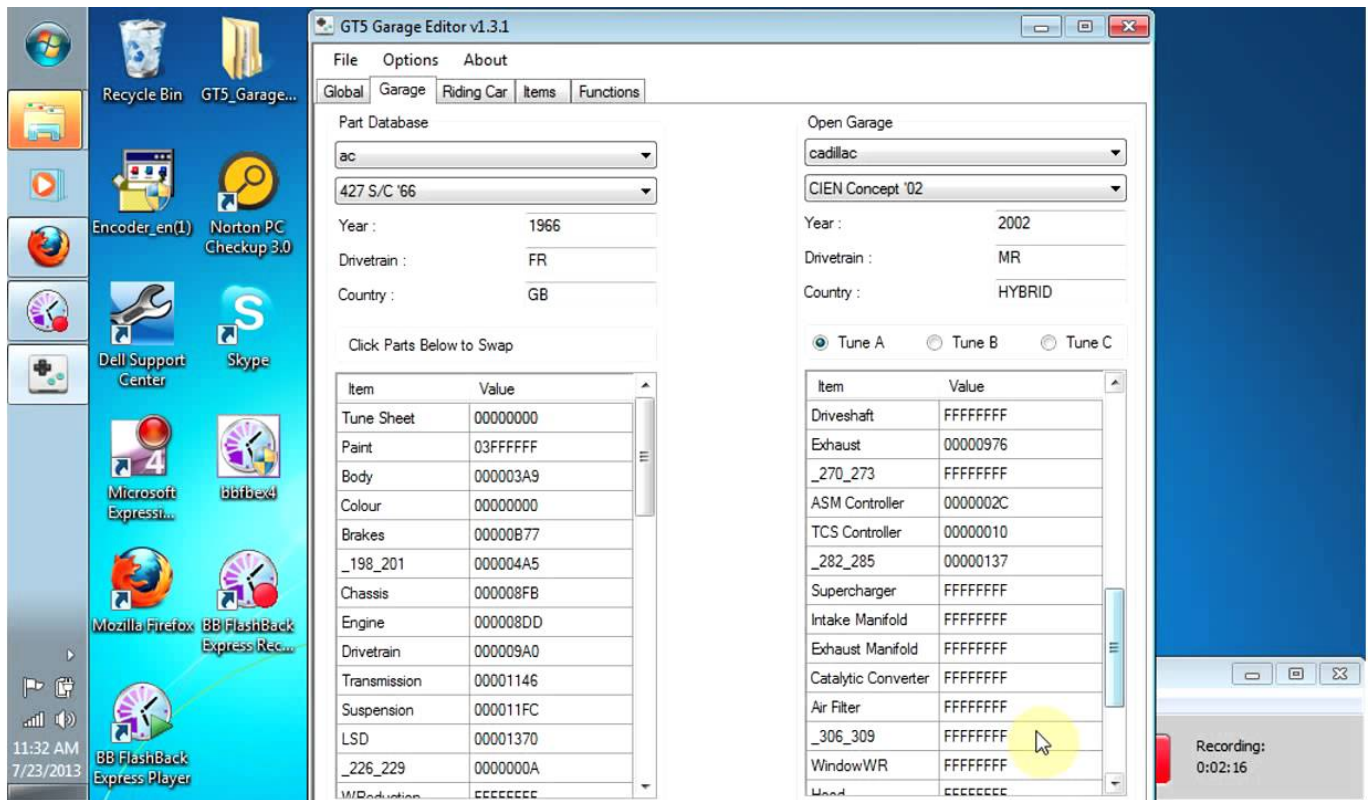 GT5 Garage Editor v1.3.1
File Options About
Global Garage Riding Car Items Functions
Part Database
ac
427 S/C '66
Year : 1966
Drivetrain : FR
Country : GB
Click Parts Below to Swap
Item Value
Tune Sheet 00000000
Paint 03FFFFFF
Body 000003A9
Colour 00000000
Brakes 00000B77
_198_201 000004A5
Chassis 000008FB
Engine 000008DD
Drivetrain 000009A0
Transmission 00001146
Suspension 000011FC
LSD 00001370
_226_229 0000000A
WReduction FFFFFFFF
Open Garage
cadillac
CIEN Concept '02
Year : 2002
Drivetrain : MR
Country : HYBRID
Tune A Tune B Tune C
Item Value
Driveshaft FFFFFFFF
Exhaust 00000976
_270_273 FFFFFFFF
ASM Controller 0000002C
TCS Controller 00000010
_282_285 00000137
Supercharger FFFFFFFF
Intake Manifold FFFFFFFF
Exhaust Manifold FFFFFFFF
Catalytic Converter FFFFFFFF
Air Filter FFFFFFFF
_306_309 FFFFFFFF
WindowWR FFFFFFFF
Hood FFFFFFFF
Recycle Bin
GT5_Garage...
Encoder_en(1)
Norton PC
Checkup 3.0
Dell Support
Center
Skype
4
Microsoft
Expressi...
bbfbex4
Mozilla Firefox
BB FlashBack
Express Rec...
BB FlashBack
Express Player
11:32 AM
7/23/2013
Recording:
0:02:16